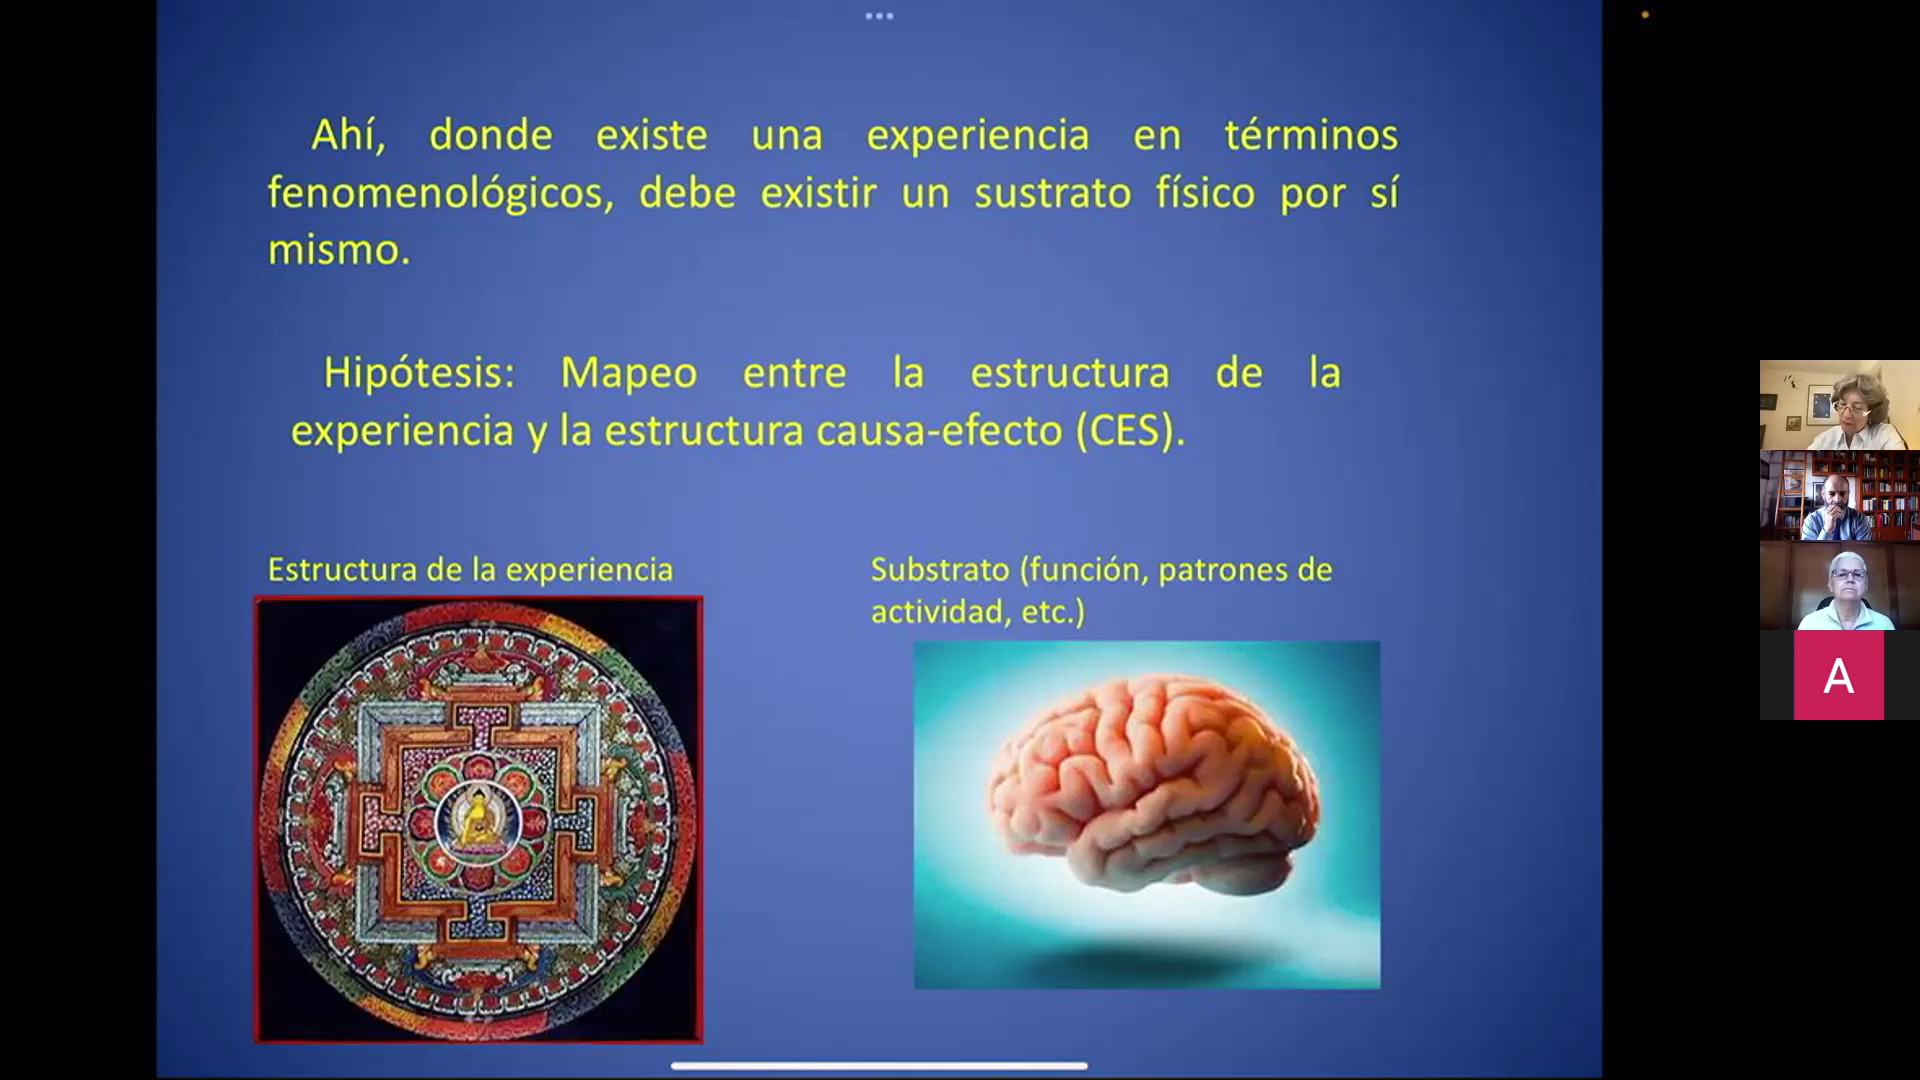 Ahí, donde existe una experiencia en términos
fenomenológicos, debe existir un sustrato físico por sí
mismo.
Hipótesis: Mapeo entre la estructura de la
experiencia y la estructura causa-efecto (CES).
Estructura de la experiencia
Substrato (función, patrones de
actividad, etc.)
A